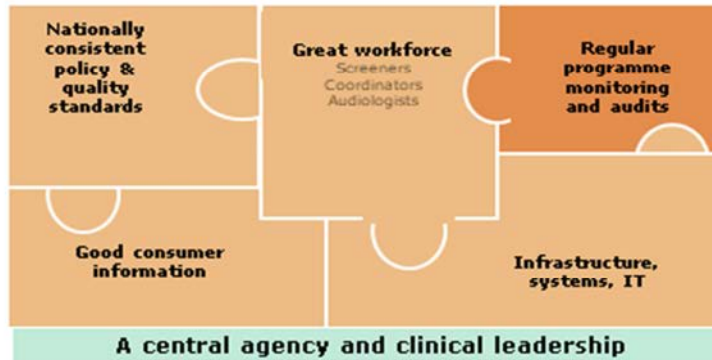 Nationally
consistent
policy &
quality
standards
Great workforce
Screeners
Coordinators
Audiologists
Regular
programme
monitoring
and audits
Good consumer
information
Infrastructure,
systems, IT
A central agency and clinical leadership